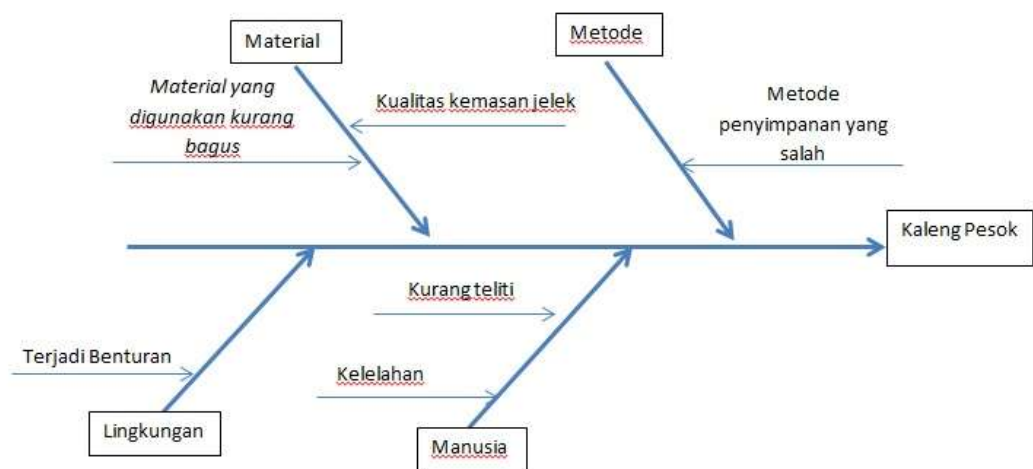 Material
Metode
Material yang
digunakan kurang
bagus
Kualitas kemasan jelek
Metode
penyimpanan yang
salah
Kaleng Pesok
Kurang teliti
Terjadi Benturan
Kelelahan
Lingkungan
Manusia